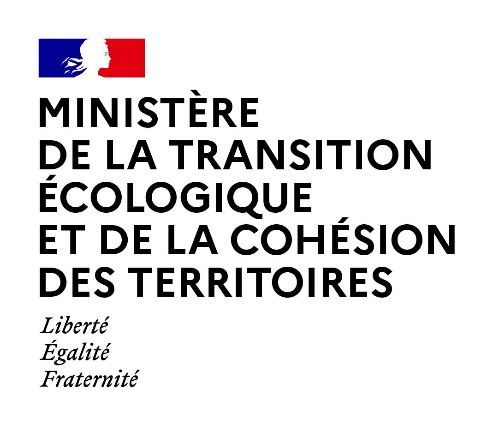 MINISTÈRE
DE LA TRANSITION
ÉCOLOGIQUE
ET DE LA COHÉSION
DES TERRITOIRES
Liberté
Égalité
Fraternité